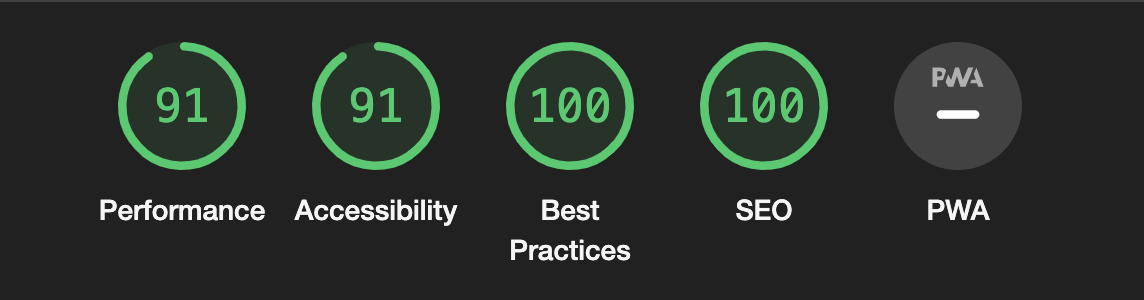 91
91
100
100
PWA
Performance
Accessibility
Best
Practices
SEO
PWA